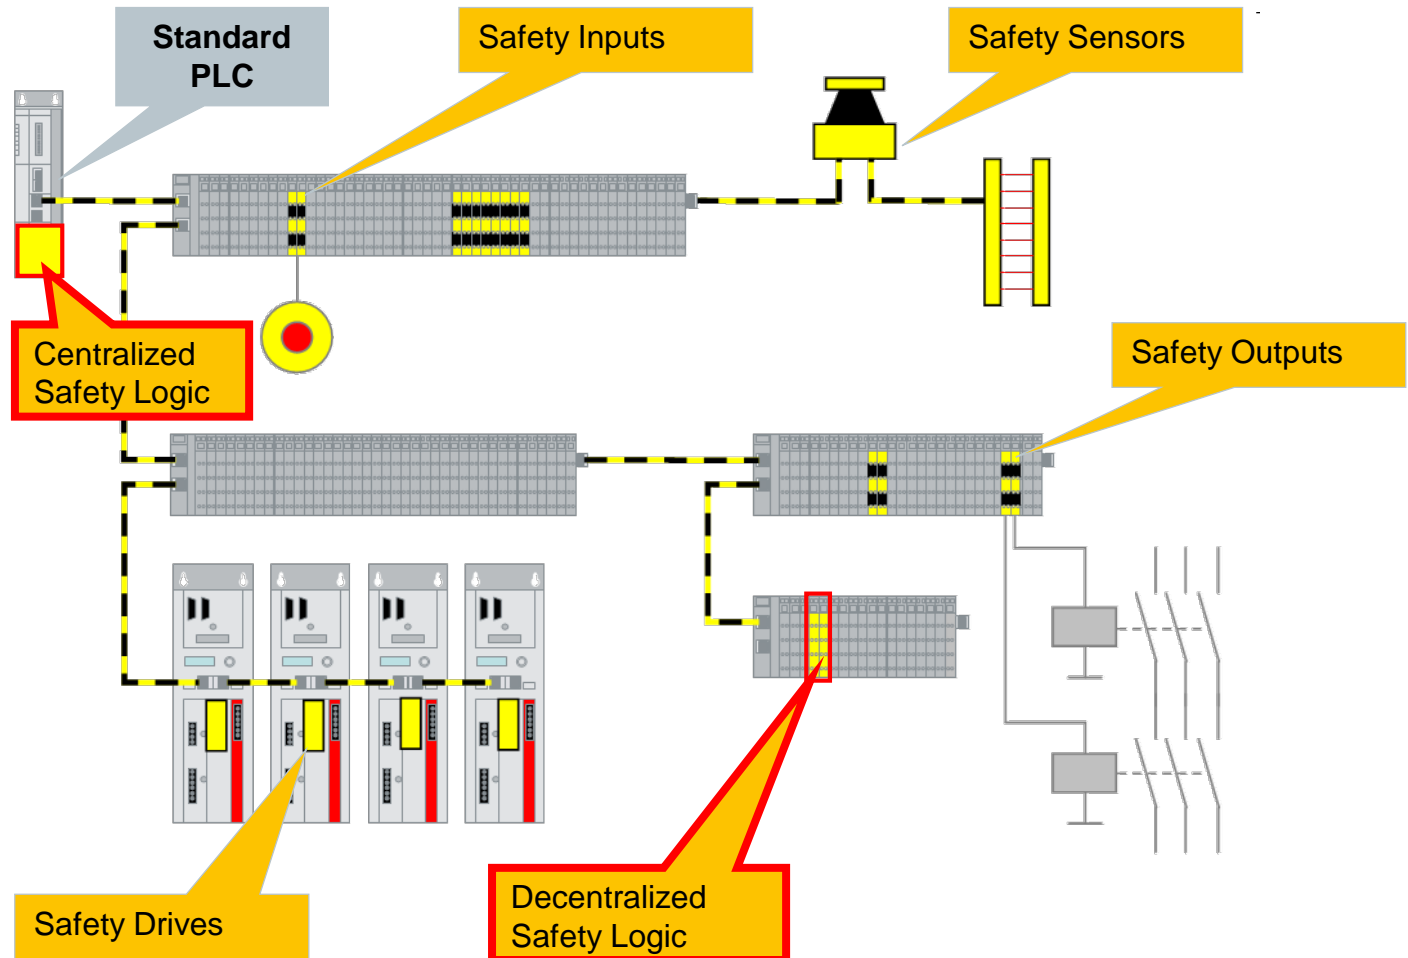 Standard
PLC
Safety Inputs
Safety Sensors
Centralized
Safety Logic
Safety Outputs
Safety Drives
Decentralized
Safety Logic